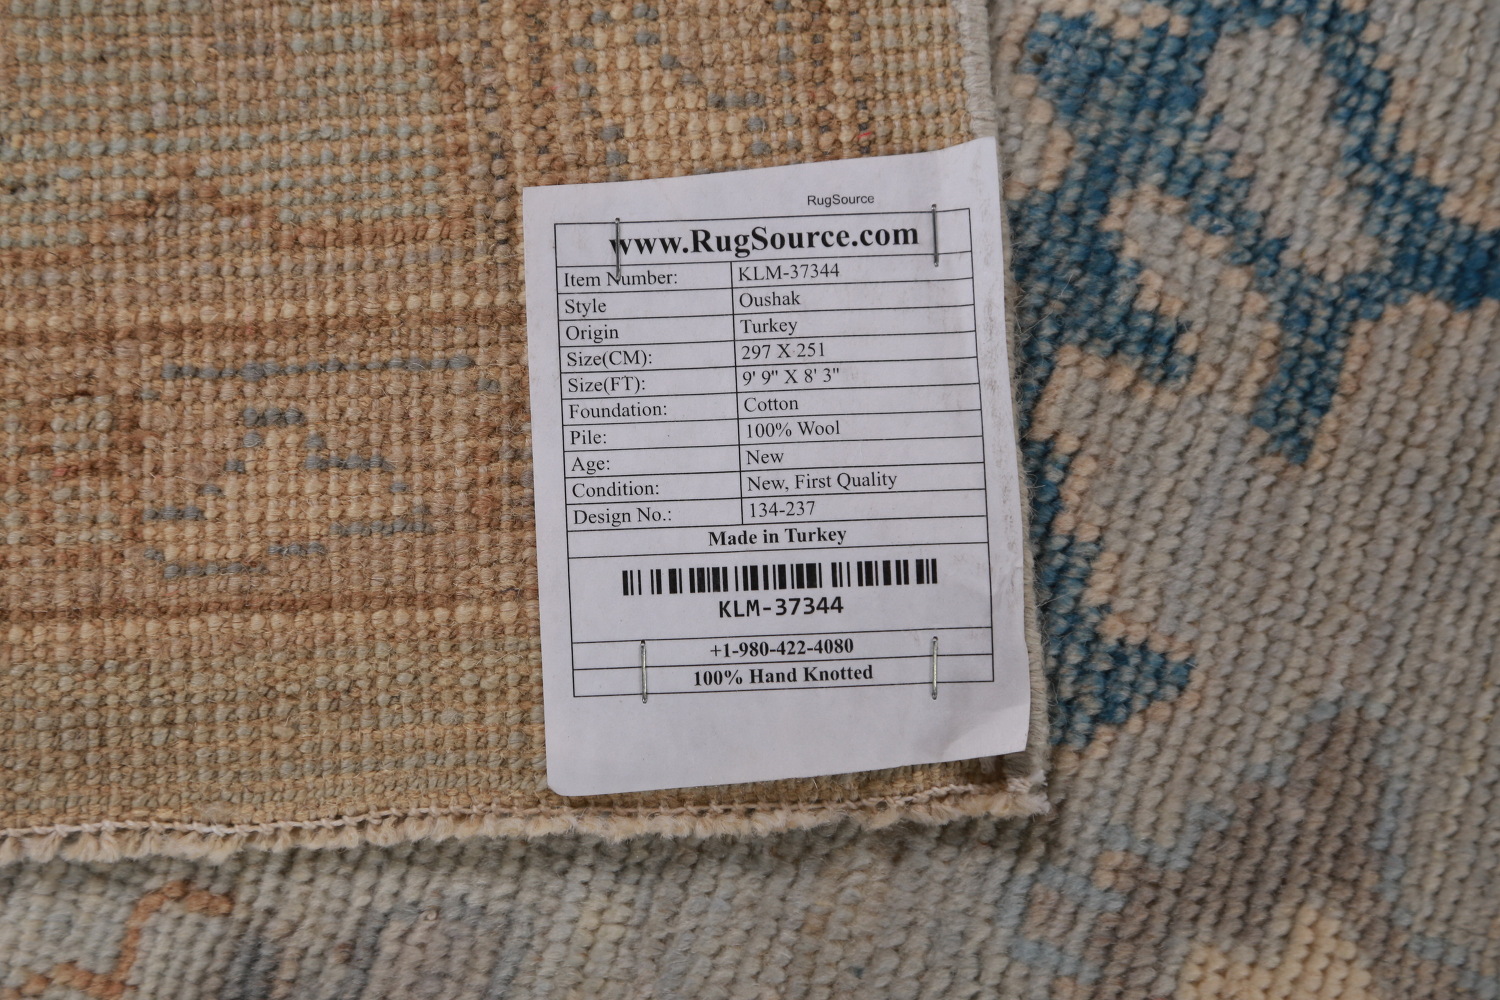 RugSource
www.RugSource.com
Item Number: KLM-37344
Style Oushak
Origin Turkey
Size(CM): 297 X 251
Size(FT): 9' 9" X 8' 3"
Foundation: Cotton
Pile: 100% Wool
Age: New
Condition: New, First Quality
Design No.: 134-237
Made in Turkey
KLM-37344
+1-980-422-4080
100% Hand Knotted